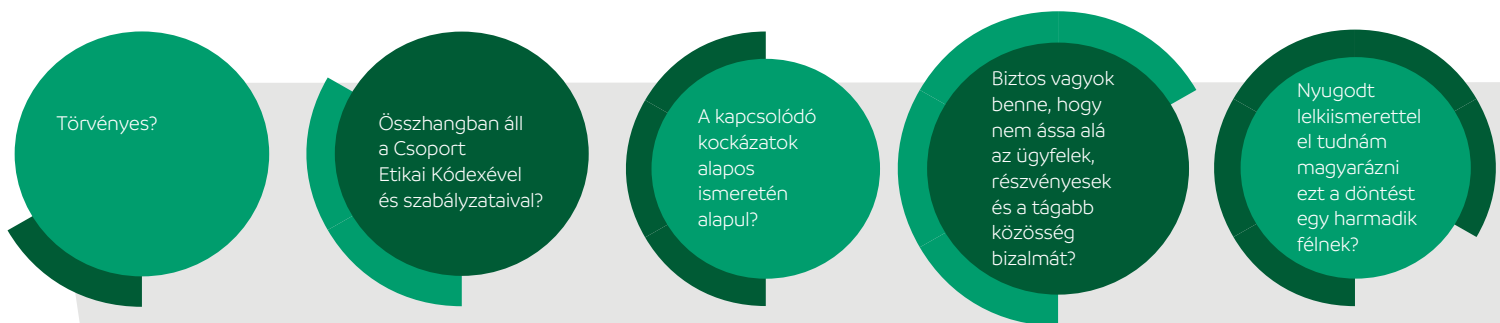 Törvényes?
Összhangban áll
a Csoport
Etikai Kódexével
és szabályzataival?
A kapcsolódó
kockázatok
alapos
ismeretén
alapul?
Biztos vagyok
benne, hogy
nem ássa alá
az ügyfelek,
részvényesek
és a tágabb
közösség
bizalmát?
Nyugodt
lelkiismerettel
el tudnám
magyarázni
ezt a döntést
egy harmadik
félnek?